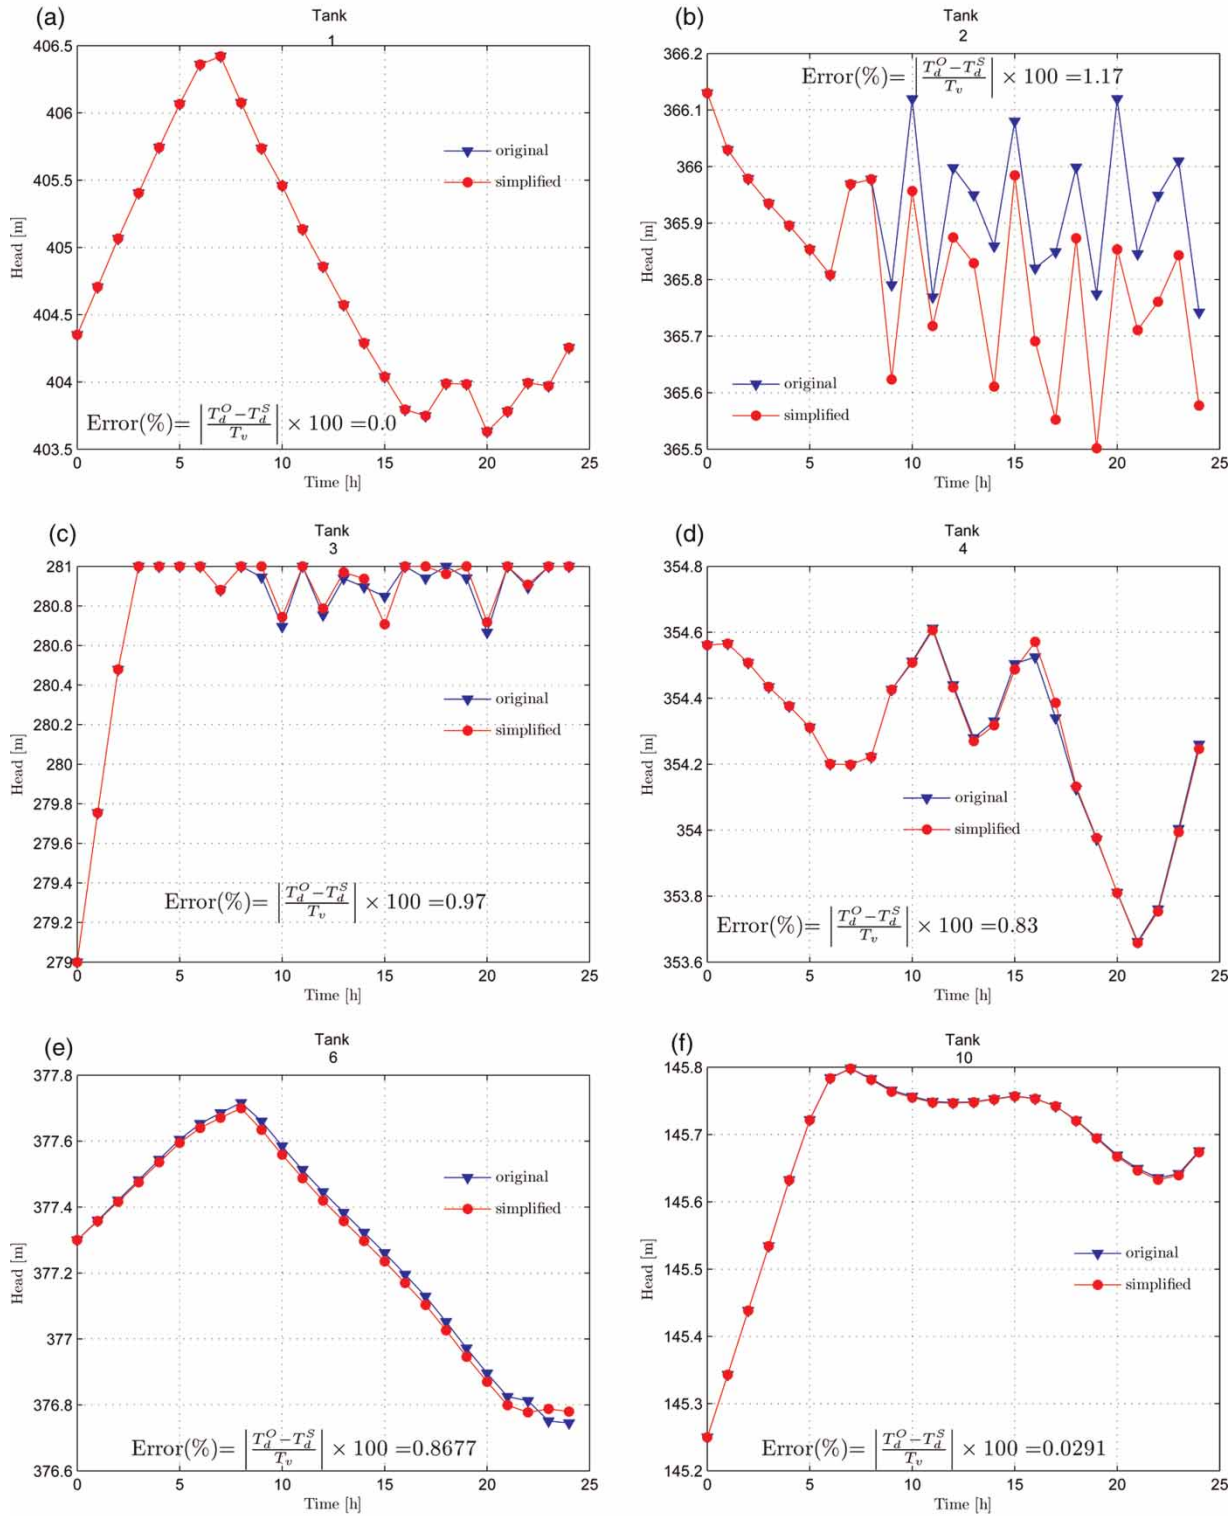 (a)
Tank
1
406.5
406
405.5
405
404.5
404
403.5
Head [m]
original
simplified
Error(%)= |T_d^O−T_d^S / T_v| × 100 =0.0
0 5 10 15 20 25
Time [h]
(b)
Tank
2
366.2
366.1
366
365.9
365.8
365.7
365.6
365.5
Head [m]
Error(%)= |T_d^O−T_d^S / T_v| × 100 =1.17
original
simplified
0 5 10 15 20 25
Time [h]
(c)
Tank
3
281
280.8
280.6
280.4
280.2
280
279.8
279.6
279.4
279.2
279
Head [m]
original
simplified
Error(%)= |T_d^O−T_d^S / T_v| × 100 =0.97
0 5 10 15 20 25
Time [h]
(d)
Tank
4
354.8
354.6
354.4
354.2
354
353.8
353.6
Head [m]
original
simplified
Error(%)= |T_d^O−T_d^S / T_v| × 100 =0.83
0 5 10 15 20 25
Time [h]
(e)
Tank
6
377.8
377.6
377.4
377.2
377
376.8
376.6
Head [m]
original
simplified
Error(%)= |T_d^O−T_d^S / T_v| × 100 =0.8677
0 5 10 15 20 25
Time [h]
(f)
Tank
10
145.8
145.7
145.6
145.5
145.4
145.3
145.2
Head [m]
original
simplified
Error(%)= |T_d^O−T_d^S / T_v| × 100 =0.0291
0 5 10 15 20 25
Time [h]